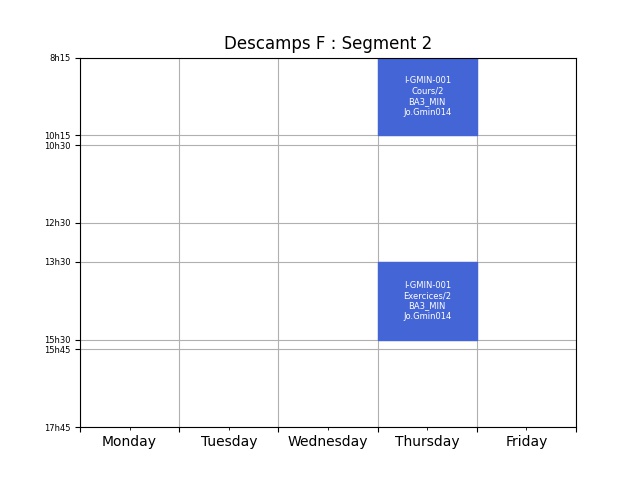 Descamps F : Segment 2
8h15
I-GMIN-001
Cours/2
BA3_MIN
Jo.Gmin014
10h15
10h30
12h30
13h30
I-GMIN-001
Exercices/2
BA3_MIN
Jo.Gmin014
15h30
15h45
17h45
Monday Tuesday Wednesday Thursday Friday